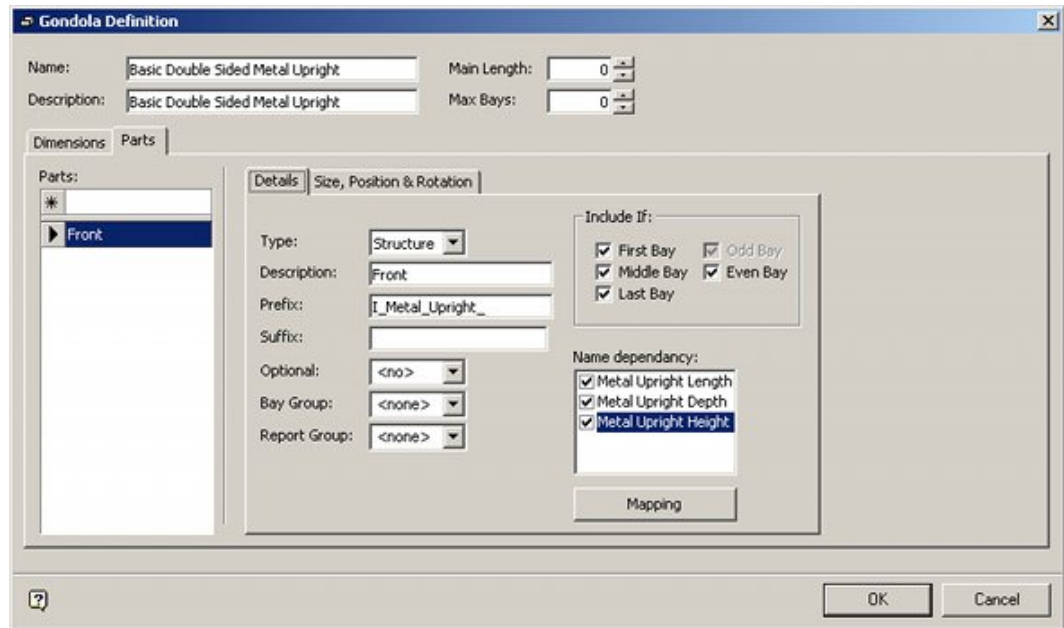 Gondola Definition
Name: Basic Double Sided Metal Upright Main Length: 0
Description: Basic Double Sided Metal Upright Max Bays: 0
Dimensions Parts
Parts:
Front
Details Size, Position & Rotation
Type: Structure
Description: Front
Prefix: I_Metal_Upright_
Suffix:
Optional: <no>
Bay Group: <none>
Report Group: <none>
Include If:
First Bay Odd Bay
Middle Bay Even Bay
Last Bay
Name dependancy:
Metal Upright Length
Metal Upright Depth
Metal Upright Height
Mapping
OK Cancel